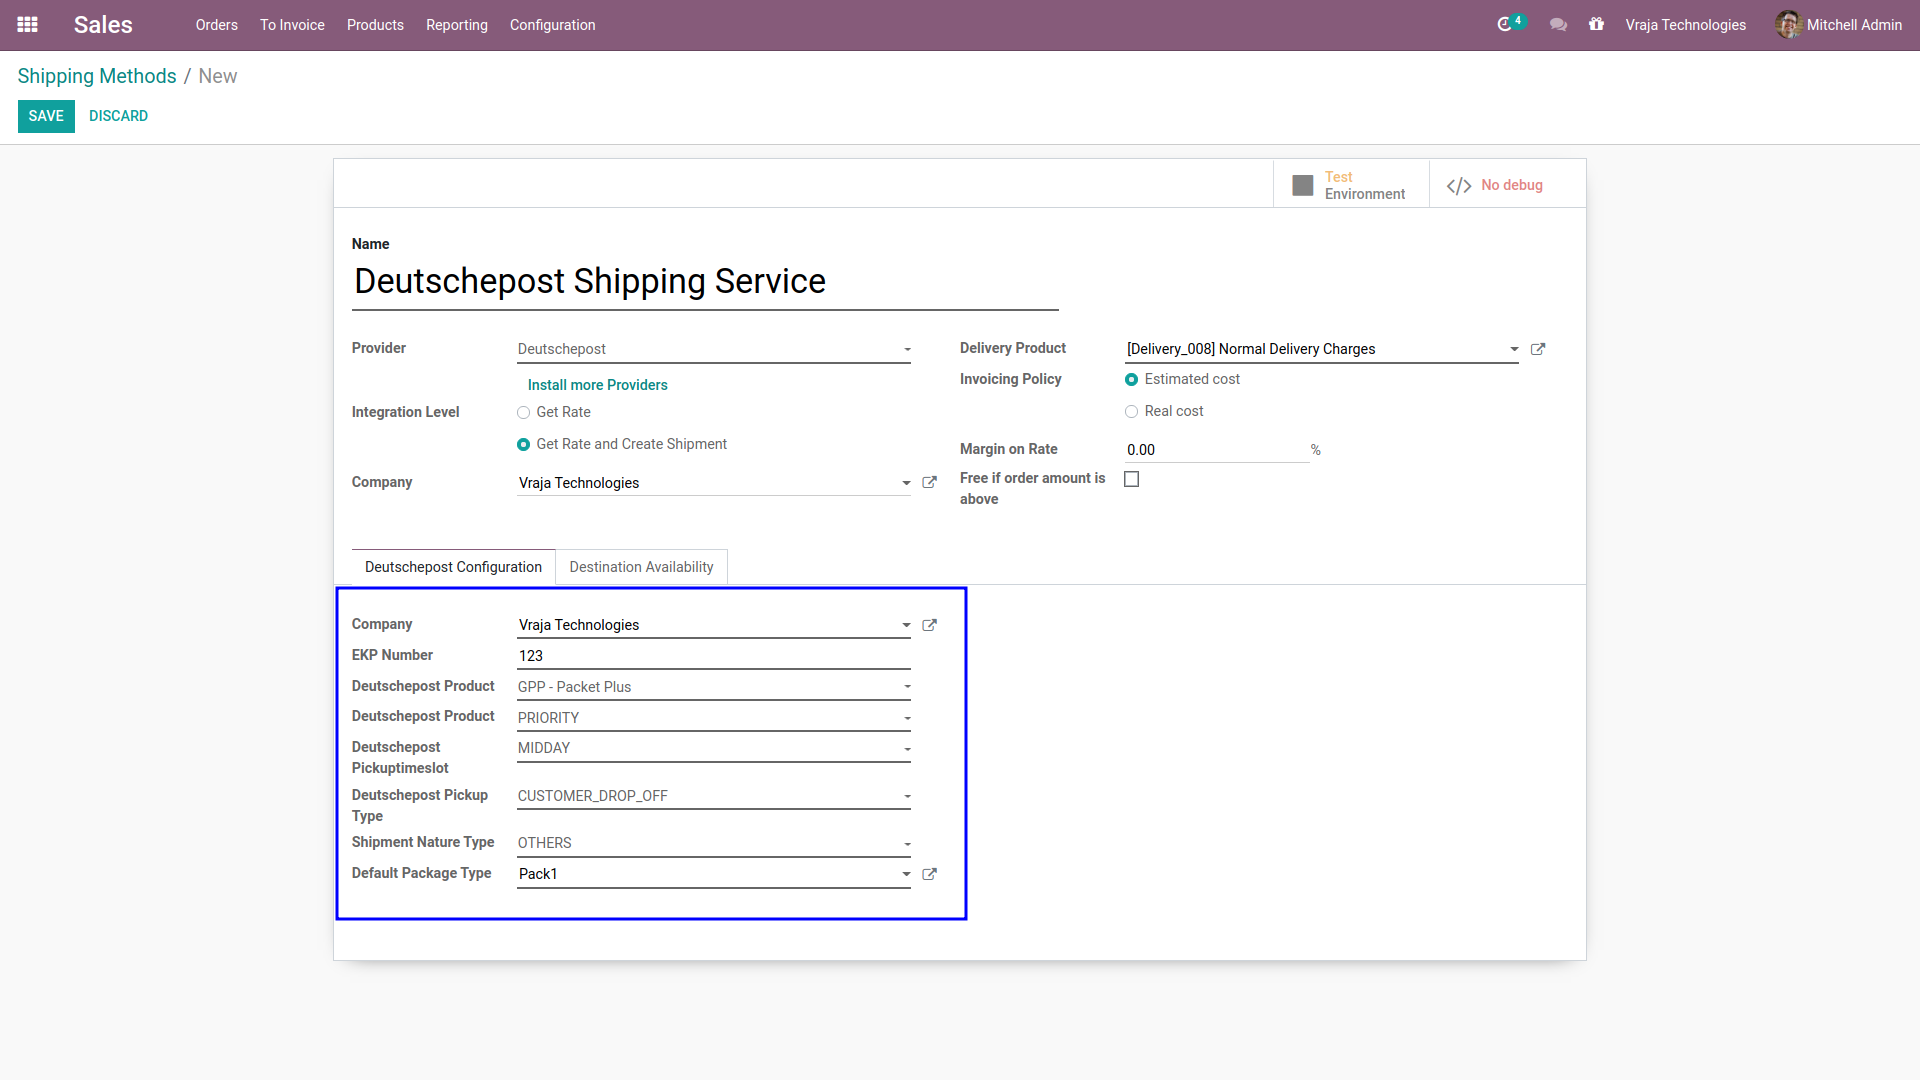 Sales Orders To Invoice Products Reporting Configuration 4 Vraja Technologies Mitchell Admin
Shipping Methods / New
SAVE DISCARD
Test
Environment
</> No debug
Name
Deutschepost Shipping Service
Provider Deutschepost
Install more Providers
Integration Level Get Rate
Get Rate and Create Shipment
Company Vraja Technologies
Delivery Product [Delivery_008] Normal Delivery Charges
Invoicing Policy Estimated cost
Real cost
Margin on Rate 0.00 %
Free if order amount is
above
Deutschepost Configuration Destination Availability
Company Vraja Technologies
EKP Number 123
Deutschepost Product GPP - Packet Plus
Deutschepost Product PRIORITY
Deutschepost MIDDAY
Pickuptimeslot
Deutschepost Pickup CUSTOMER_DROP_OFF
Type
Shipment Nature Type OTHERS
Default Package Type Pack1